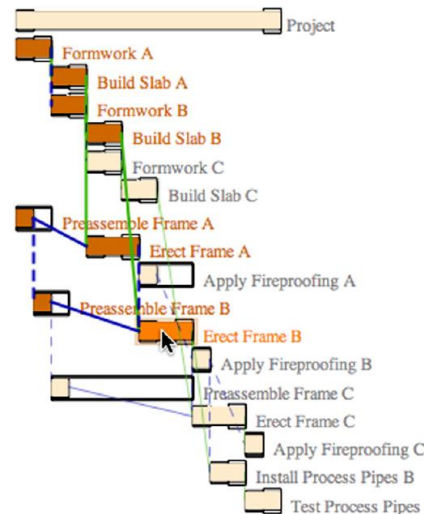 Project
Formwork A
Build Slab A
Formwork B
Build Slab B
Formwork C
Build Slab C
Preassemble Frame A
Erect Frame A
Apply Fireproofing A
Preassemble Frame B
Erect Frame B
Apply Fireproofing B
Preassemble Frame C
Erect Frame C
Apply Fireproofing C
Install Process Pipes B
Test Process Pipes